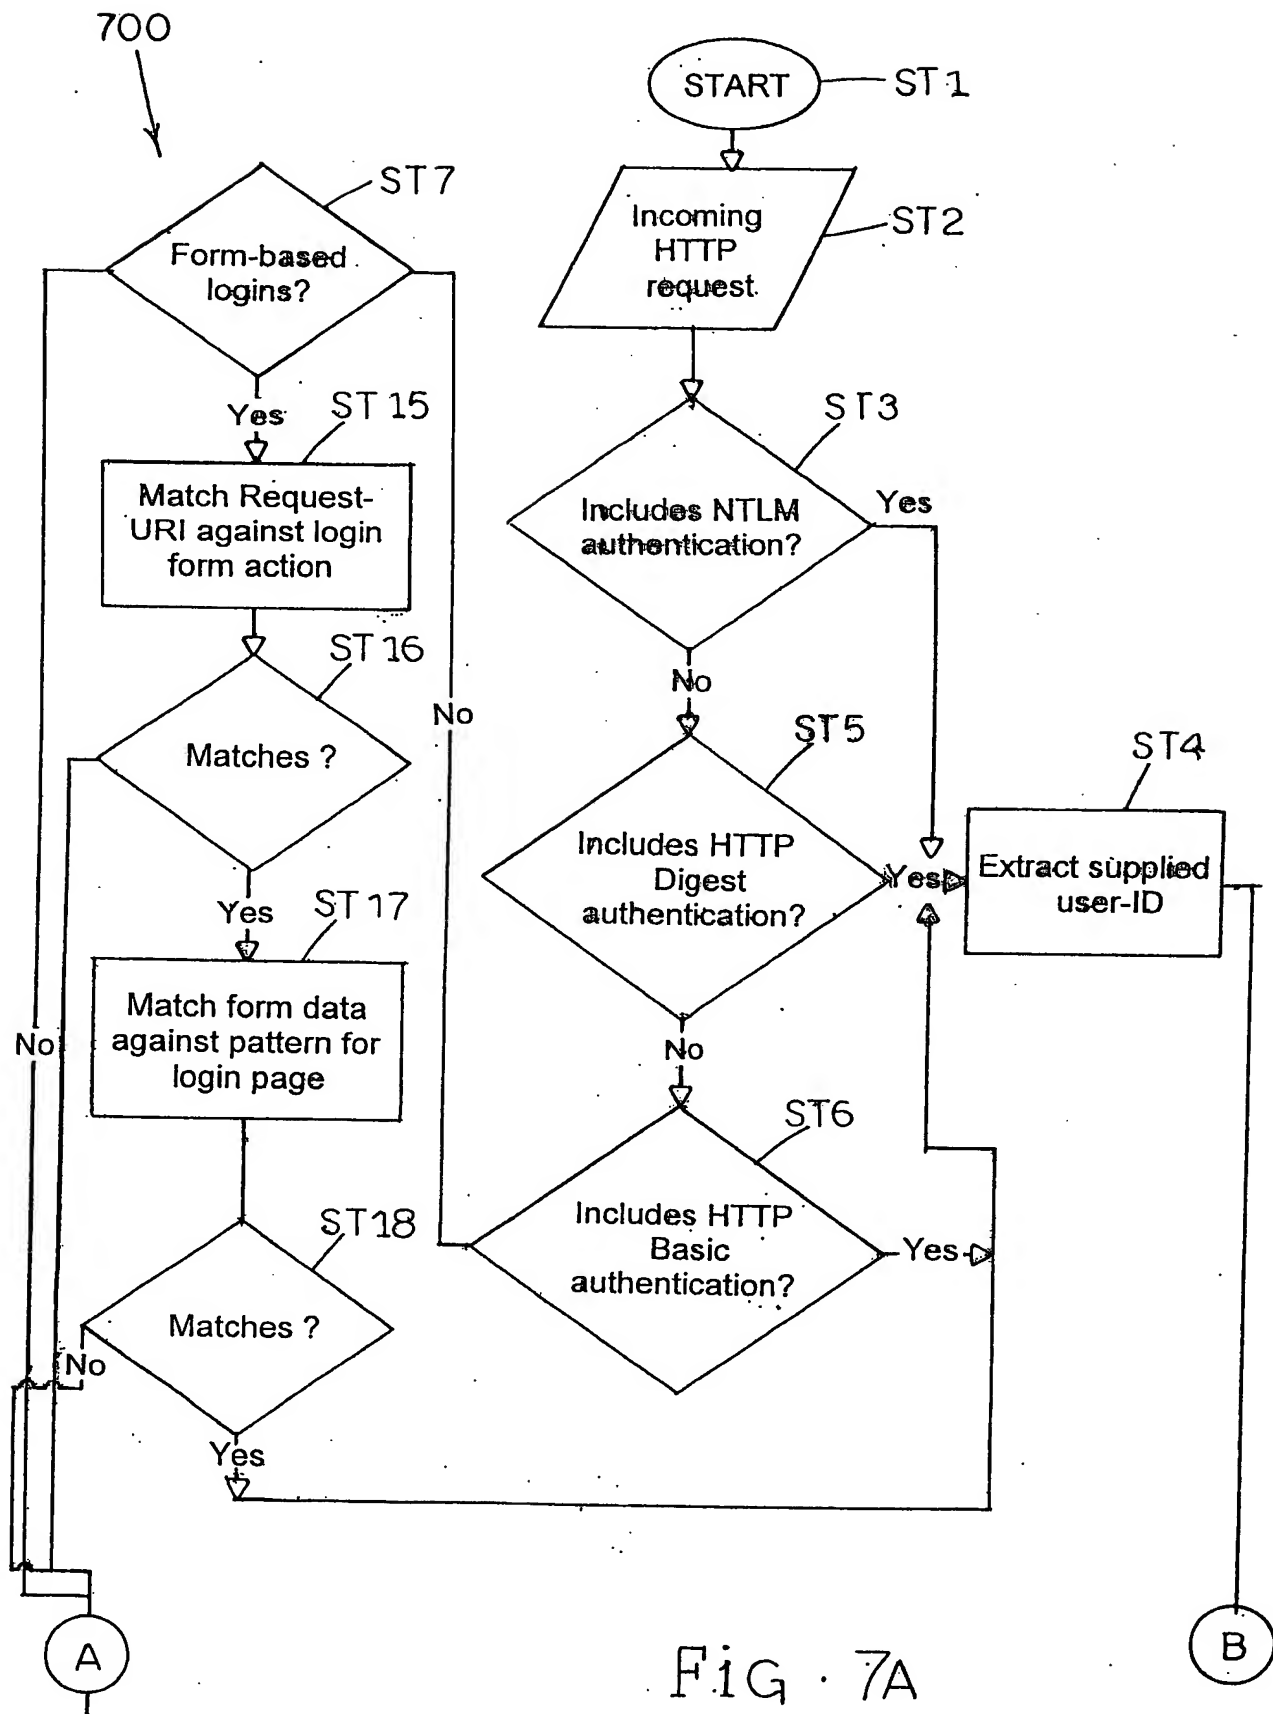 700
START
ST1
Incoming
HTTP
request
ST2
ST7
Form-based
logins?
Yes
ST15
Match Request-
URI against login
form action
ST16
Matches ?
Yes
ST17
Match form data
against pattern for
login page
ST18
Matches ?
No
Yes
No
No
ST3
Includes NTLM
authentication?
Yes
No
ST5
Includes HTTP
Digest
authentication?
Yes
ST4
Extract supplied
user-ID
No
ST6
Includes HTTP
Basic
authentication?
Yes
A
B
FiG. 7A